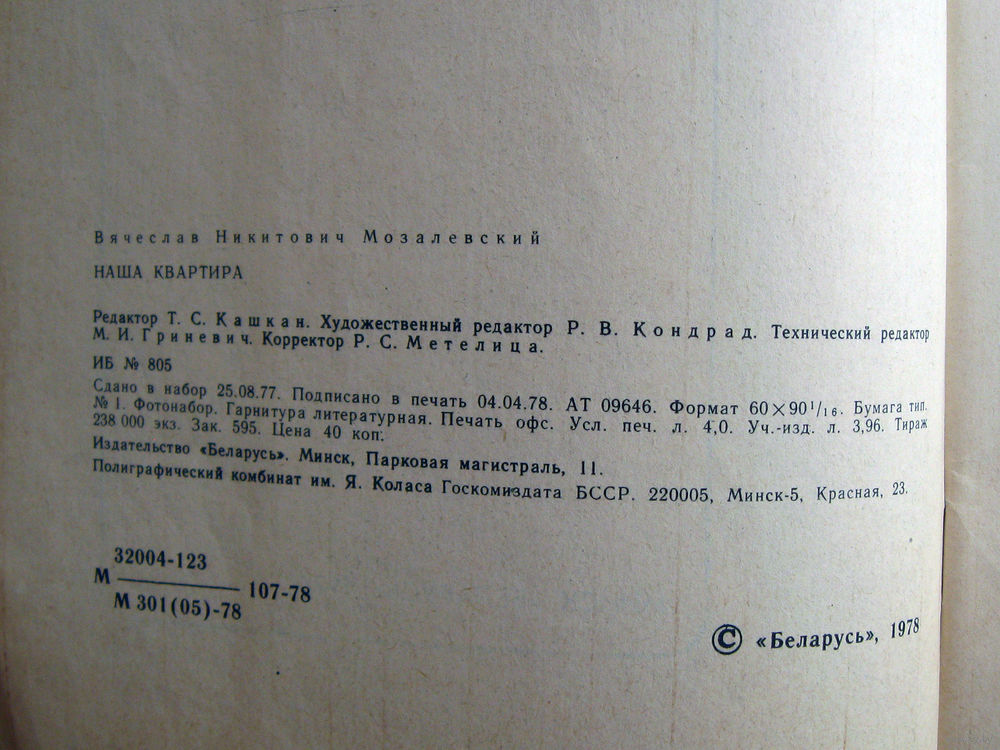 Вячеслав Никитович Мозалевский
НАША КВАРТИРА
Редактор Т. С. Кашкан. Художественный редактор Р. В. Кондрад. Технический редактор
М. И. Гриневич. Корректор Р. С. Метелица.
ИБ № 805
Сдано в набор 25.08.77. Подписано в печать 04.04.78. АТ 09646. Формат 60×90¹/₁₆. Бумага тип.
№ 1. Фотонабор. Гарнитура литературная. Печать офс. Усл. печ. л. 4,0. Уч.-изд. л. 3,96. Тираж
238 000 экз. Зак. 595. Цена 40 коп.
Издательство «Беларусь». Минск, Парковая магистраль, 11.
Полиграфический комбинат им. Я. Коласа Госкомиздата БССР. 220005, Минск-5, Красная, 23.
32004-123
М 107-78
М 301(05)-78
© «Беларусь», 1978